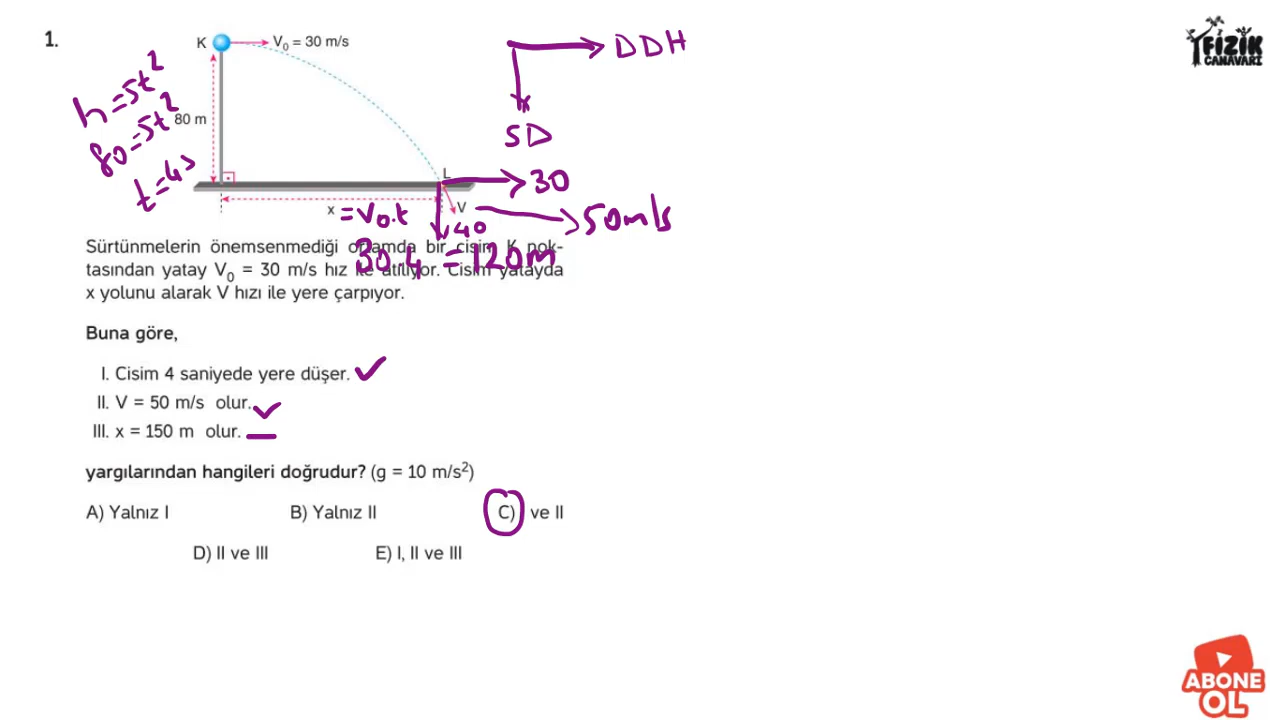 1.
K
V0 = 30 m/s
DDH
FİZİK
CANAVARI
h=5t²
80=5t²
t=4s
80 m
SD
L
30
x =V0.t
V
50m/s
40
30.4 =120m
Sürtünmelerin önemsenmediği ortamda bir cisim K nok-
tasından yatay V0 = 30 m/s hız ile atılıyor. Cisim yatayda
x yolunu alarak V hızı ile yere çarpıyor.
Buna göre,
I. Cisim 4 saniyede yere düşer. ✓
II. V = 50 m/s olur. ✓
III. x = 150 m olur. –
yargılarından hangileri doğrudur? (g = 10 m/s²)
A) Yalnız I B) Yalnız II C) ve II
D) II ve III E) I, II ve III
ABONE
OL